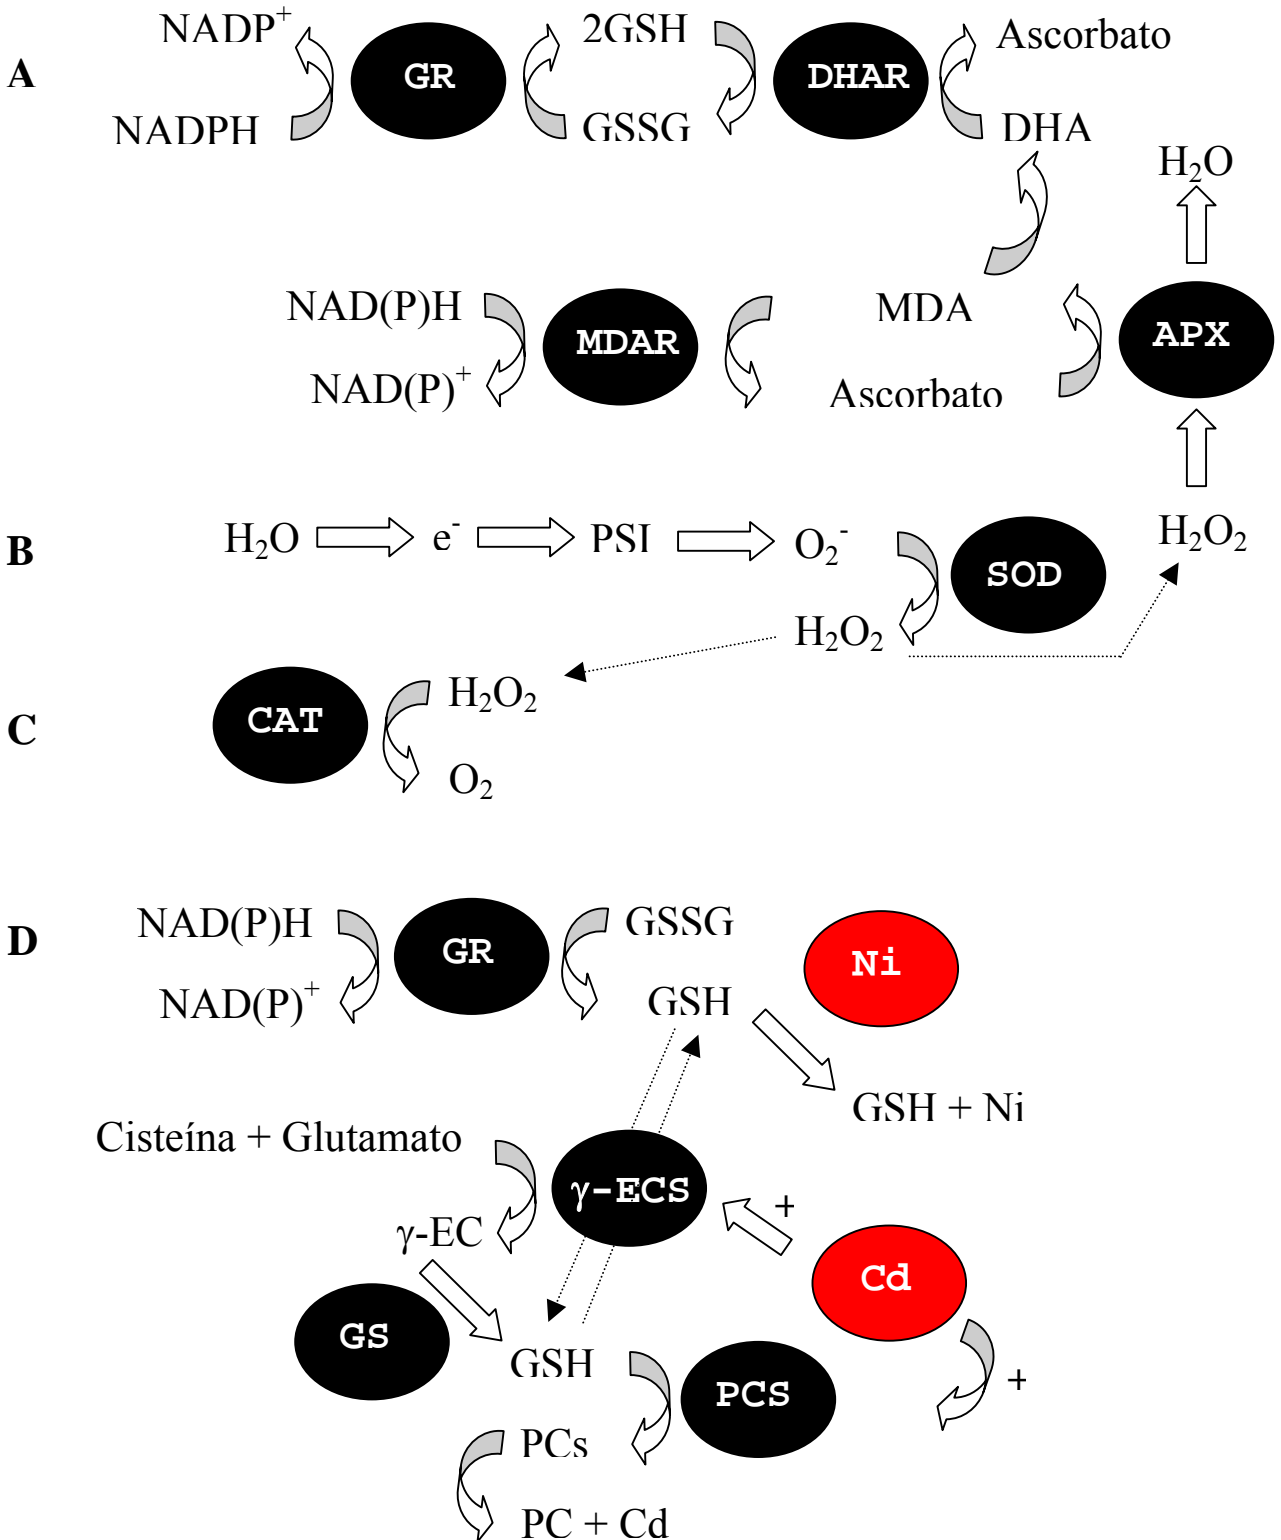 NADP⁺ 2GSH Ascorbato
A GR DHAR
NADPH GSSG DHA
H₂O
NAD(P)H MDA
MDAR APX
NAD(P)⁺ Ascorbato
B H₂O e⁻ PSI O₂⁻ H₂O₂
SOD
H₂O₂
H₂O₂
C CAT
O₂
D NAD(P)H GR GSSG Ni
NAD(P)⁺ GSH
GSH + Ni
Cisteína + Glutamato
γ-ECS
+
γ-EC
Cd
GS
GSH +
PCS
PCs
PC + Cd